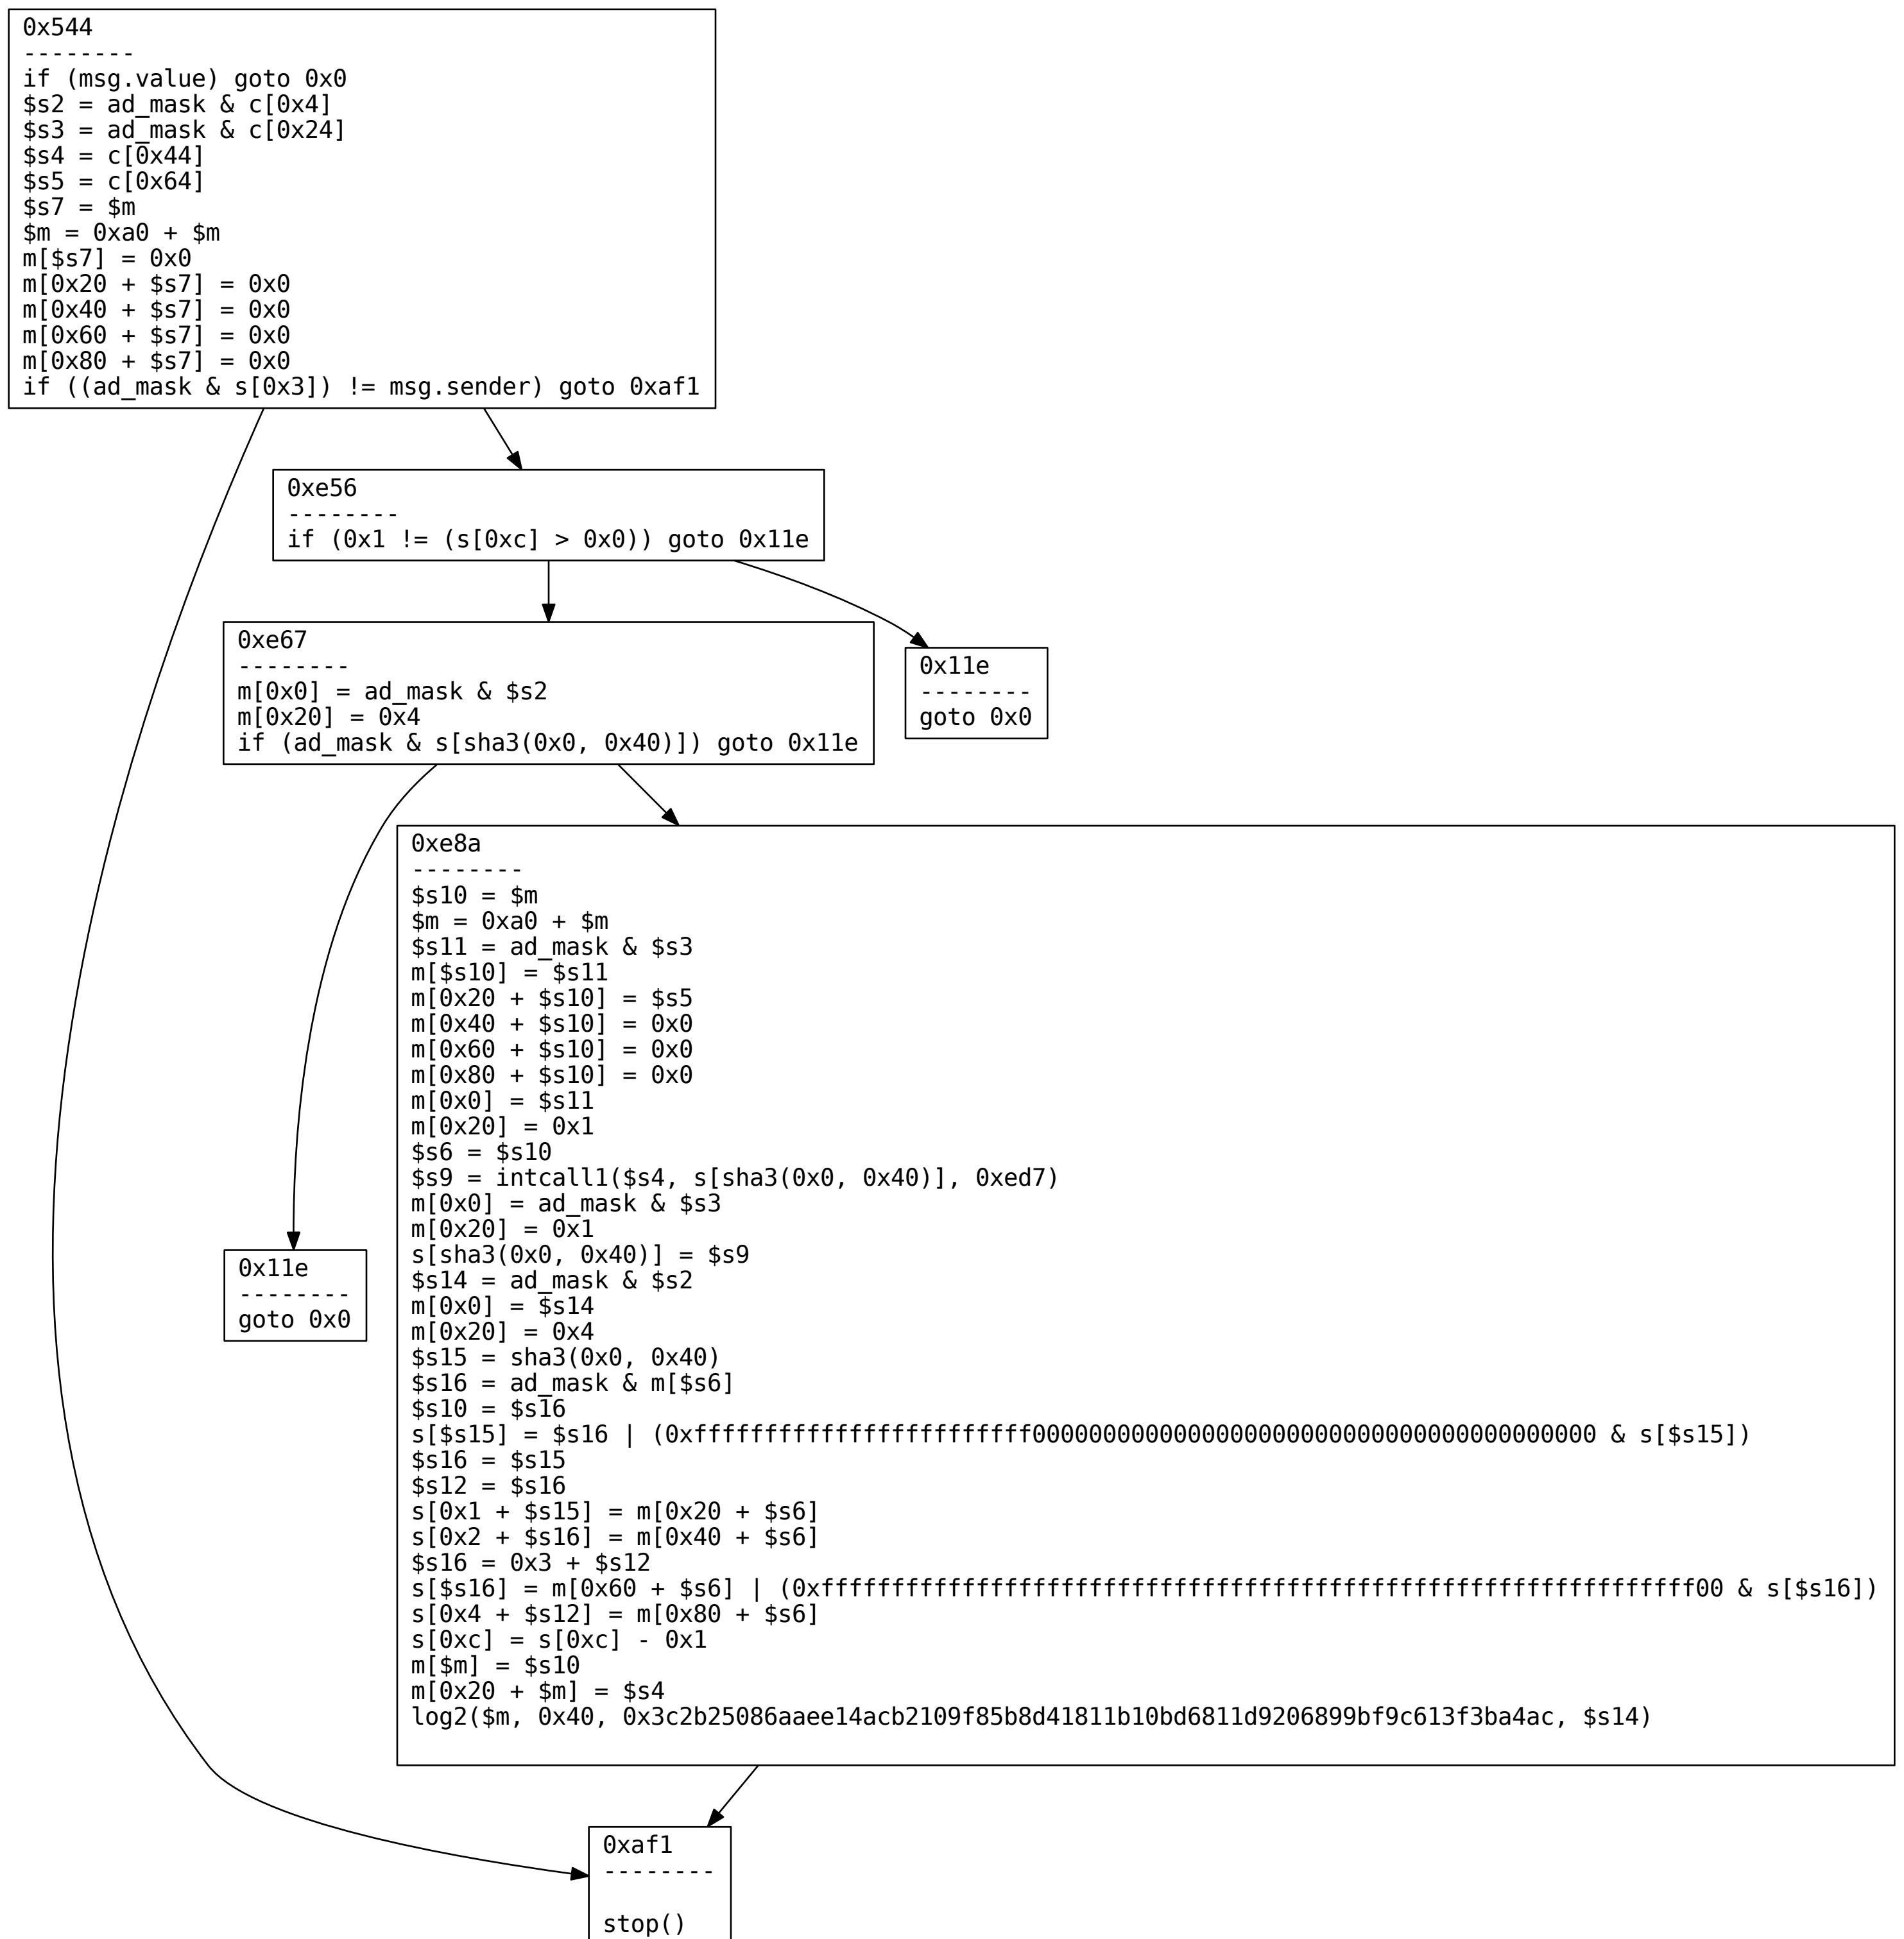 0x544
--------
if (msg.value) goto 0x0
$s2 = ad_mask & c[0x4]
$s3 = ad_mask & c[0x24]
$s4 = c[0x44]
$s5 = c[0x64]
$s7 = $m
$m = 0xa0 + $m
m[$s7] = 0x0
m[0x20 + $s7] = 0x0
m[0x40 + $s7] = 0x0
m[0x60 + $s7] = 0x0
m[0x80 + $s7] = 0x0
if ((ad_mask & s[0x3]) != msg.sender) goto 0xaf1
0xe56
--------
if (0x1 != (s[0xc] > 0x0)) goto 0x11e
0xe67
--------
m[0x0] = ad_mask & $s2
m[0x20] = 0x4
if (ad_mask & s[sha3(0x0, 0x40)]) goto 0x11e
0x11e
--------
goto 0x0
0xe8a
--------
$s10 = $m
$m = 0xa0 + $m
$s11 = ad_mask & $s3
m[$s10] = $s11
m[0x20 + $s10] = $s5
m[0x40 + $s10] = 0x0
m[0x60 + $s10] = 0x0
m[0x80 + $s10] = 0x0
m[0x0] = $s11
m[0x20] = 0x1
$s6 = $s10
$s9 = intcall1($s4, s[sha3(0x0, 0x40)], 0xed7)
m[0x0] = ad_mask & $s3
m[0x20] = 0x1
s[sha3(0x0, 0x40)] = $s9
$s14 = ad_mask & $s2
m[0x0] = $s14
m[0x20] = 0x4
$s15 = sha3(0x0, 0x40)
$s16 = ad_mask & m[$s6]
$s10 = $s16
s[$s15] = $s16 | (0xffffffffffffffffffffffff0000000000000000000000000000000000000000 & s[$s15])
$s16 = $s15
$s12 = $s16
s[0x1 + $s15] = m[0x20 + $s6]
s[0x2 + $s16] = m[0x40 + $s6]
$s16 = 0x3 + $s12
s[$s16] = m[0x60 + $s6] | (0xffffffffffffffffffffffffffffffffffffffffffffffffffffffffffffff00 & s[$s16])
s[0x4 + $s12] = m[0x80 + $s6]
s[0xc] = s[0xc] - 0x1
m[$m] = $s10
m[0x20 + $m] = $s4
log2($m, 0x40, 0x3c2b25086aaee14acb2109f85b8d41811b10bd6811d9206899bf9c613f3ba4ac, $s14)
0x11e
--------
goto 0x0
0xaf1
--------
stop()